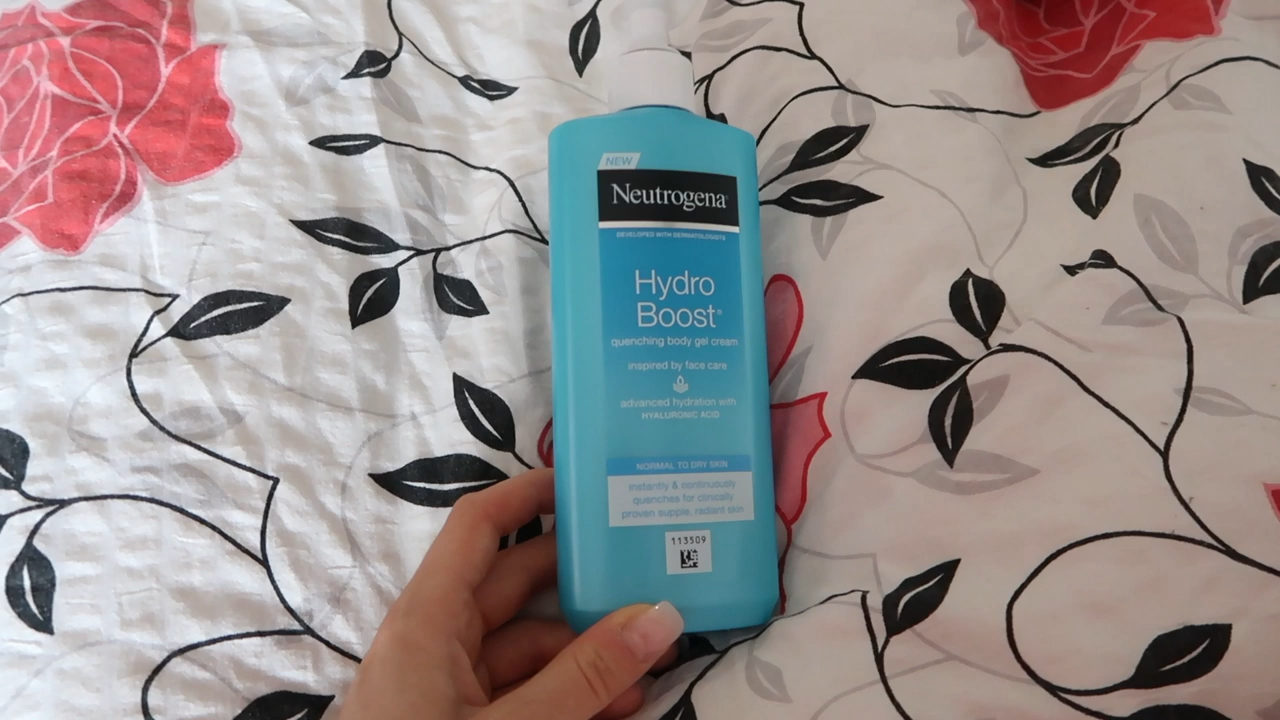 NEW
Neutrogena®
DEVELOPED WITH DERMATOLOGISTS
Hydro
Boost®
quenching body gel cream
inspired by face care
advanced hydration with
HYALURONIC ACID
NORMAL TO DRY SKIN
instantly & continuously
quenches for clinically
proven supple, radiant skin
113509